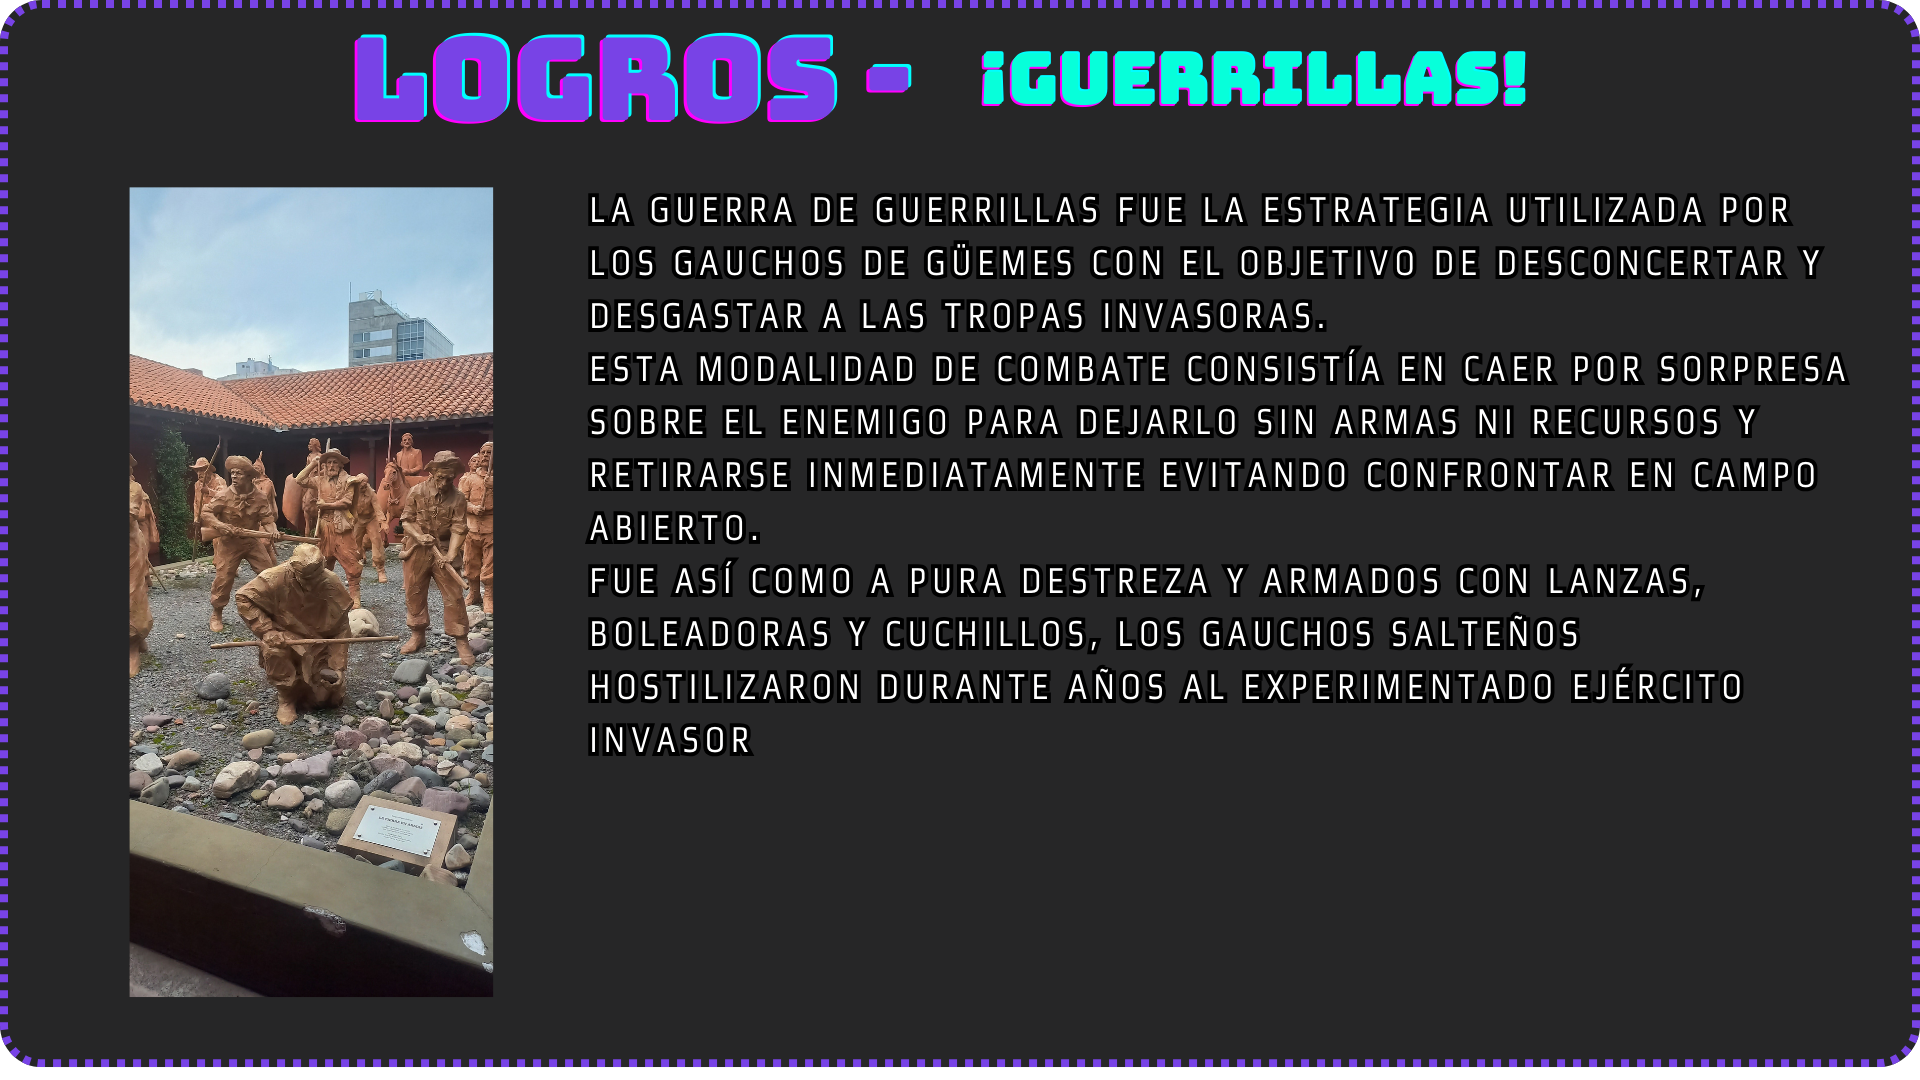 LOGROS - ¡GUERRILLAS!
LA GUERRA DE GUERRILLAS FUE LA ESTRATEGIA UTILIZADA POR
LOS GAUCHOS DE GÜEMES CON EL OBJETIVO DE DESCONCERTAR Y
DESGASTAR A LAS TROPAS INVASORAS.
ESTA MODALIDAD DE COMBATE CONSISTÍA EN CAER POR SORPRESA
SOBRE EL ENEMIGO PARA DEJARLO SIN ARMAS NI RECURSOS Y
RETIRARSE INMEDIATAMENTE EVITANDO CONFRONTAR EN CAMPO
ABIERTO.
FUE ASÍ COMO A PURA DESTREZA Y ARMADOS CON LANZAS,
BOLEADORAS Y CUCHILLOS, LOS GAUCHOS SALTEÑOS
HOSTILIZARON DURANTE AÑOS AL EXPERIMENTADO EJÉRCITO
INVASOR